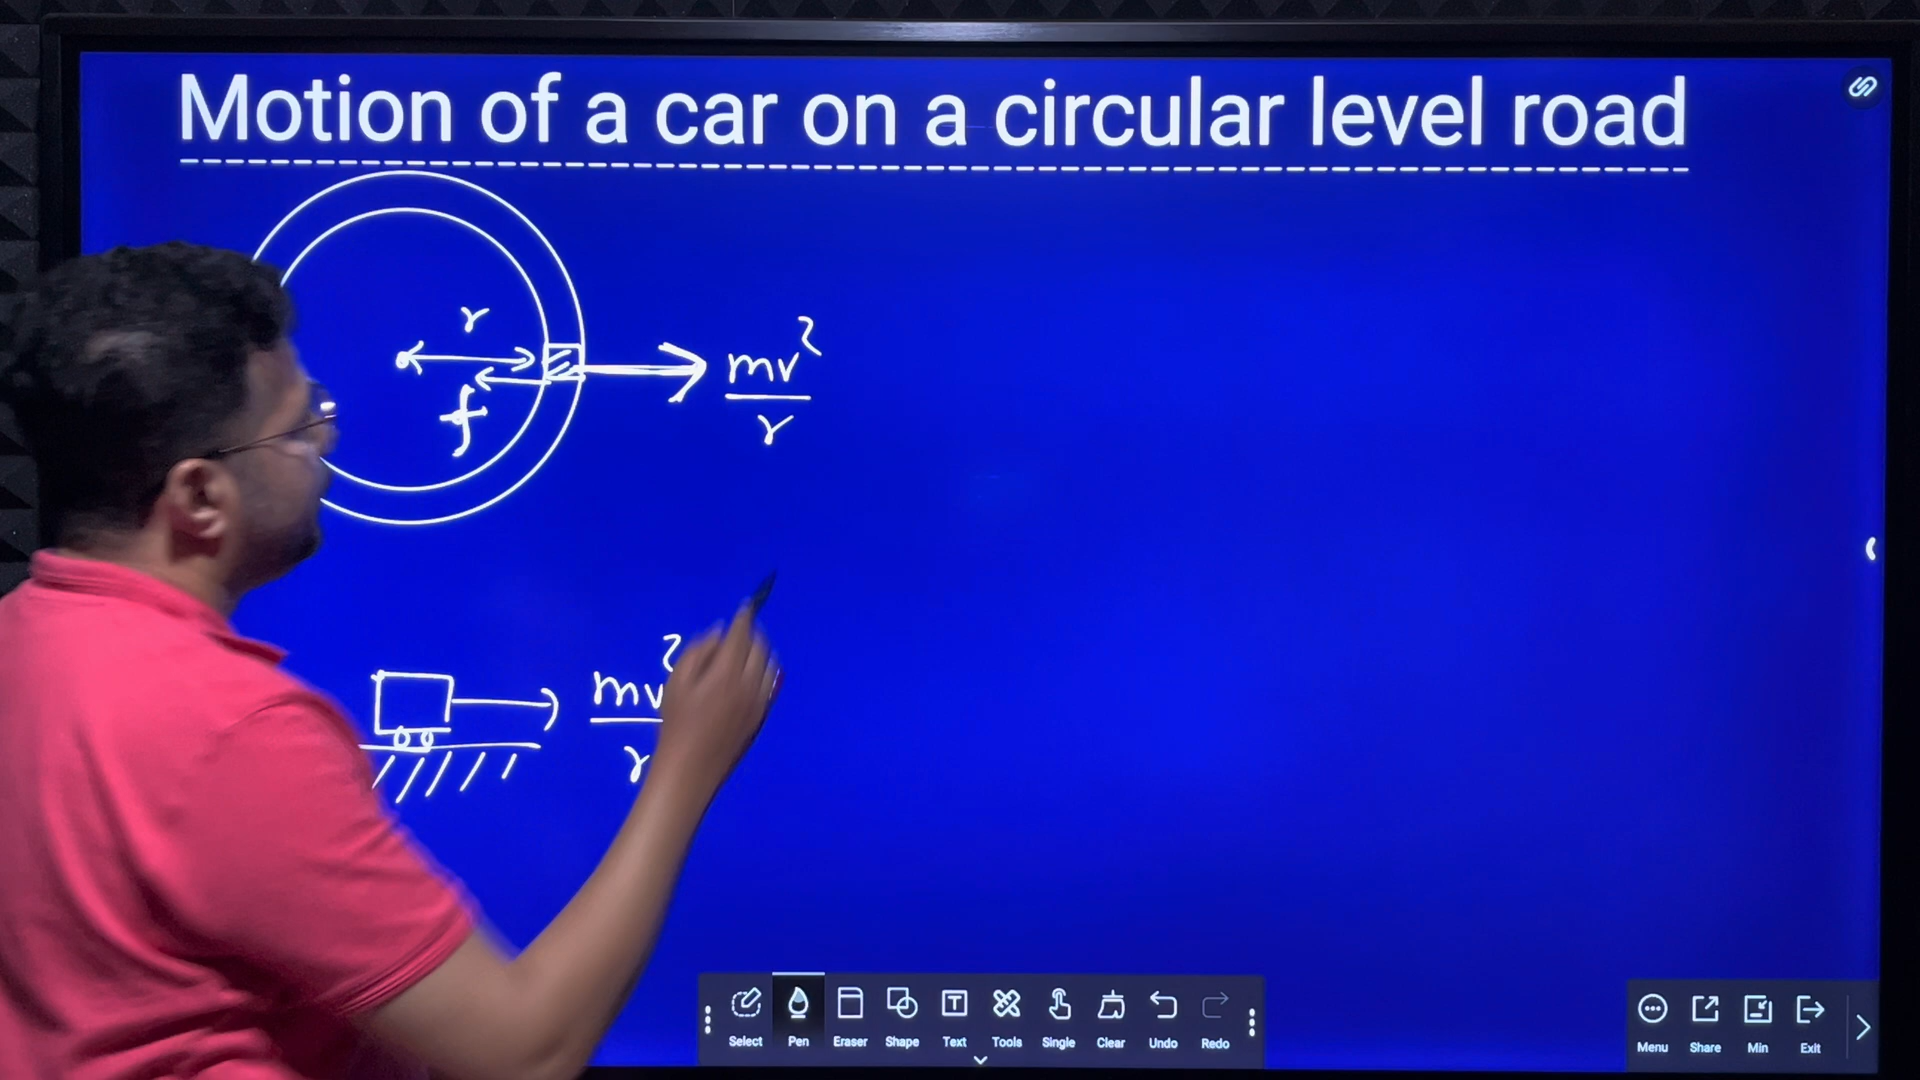 Motion of a car on a circular level road
r
f
mv²
r
mv²
r
Select Pen Eraser Shape Text Tools Single Clear Undo Redo
Menu Share Min Exit